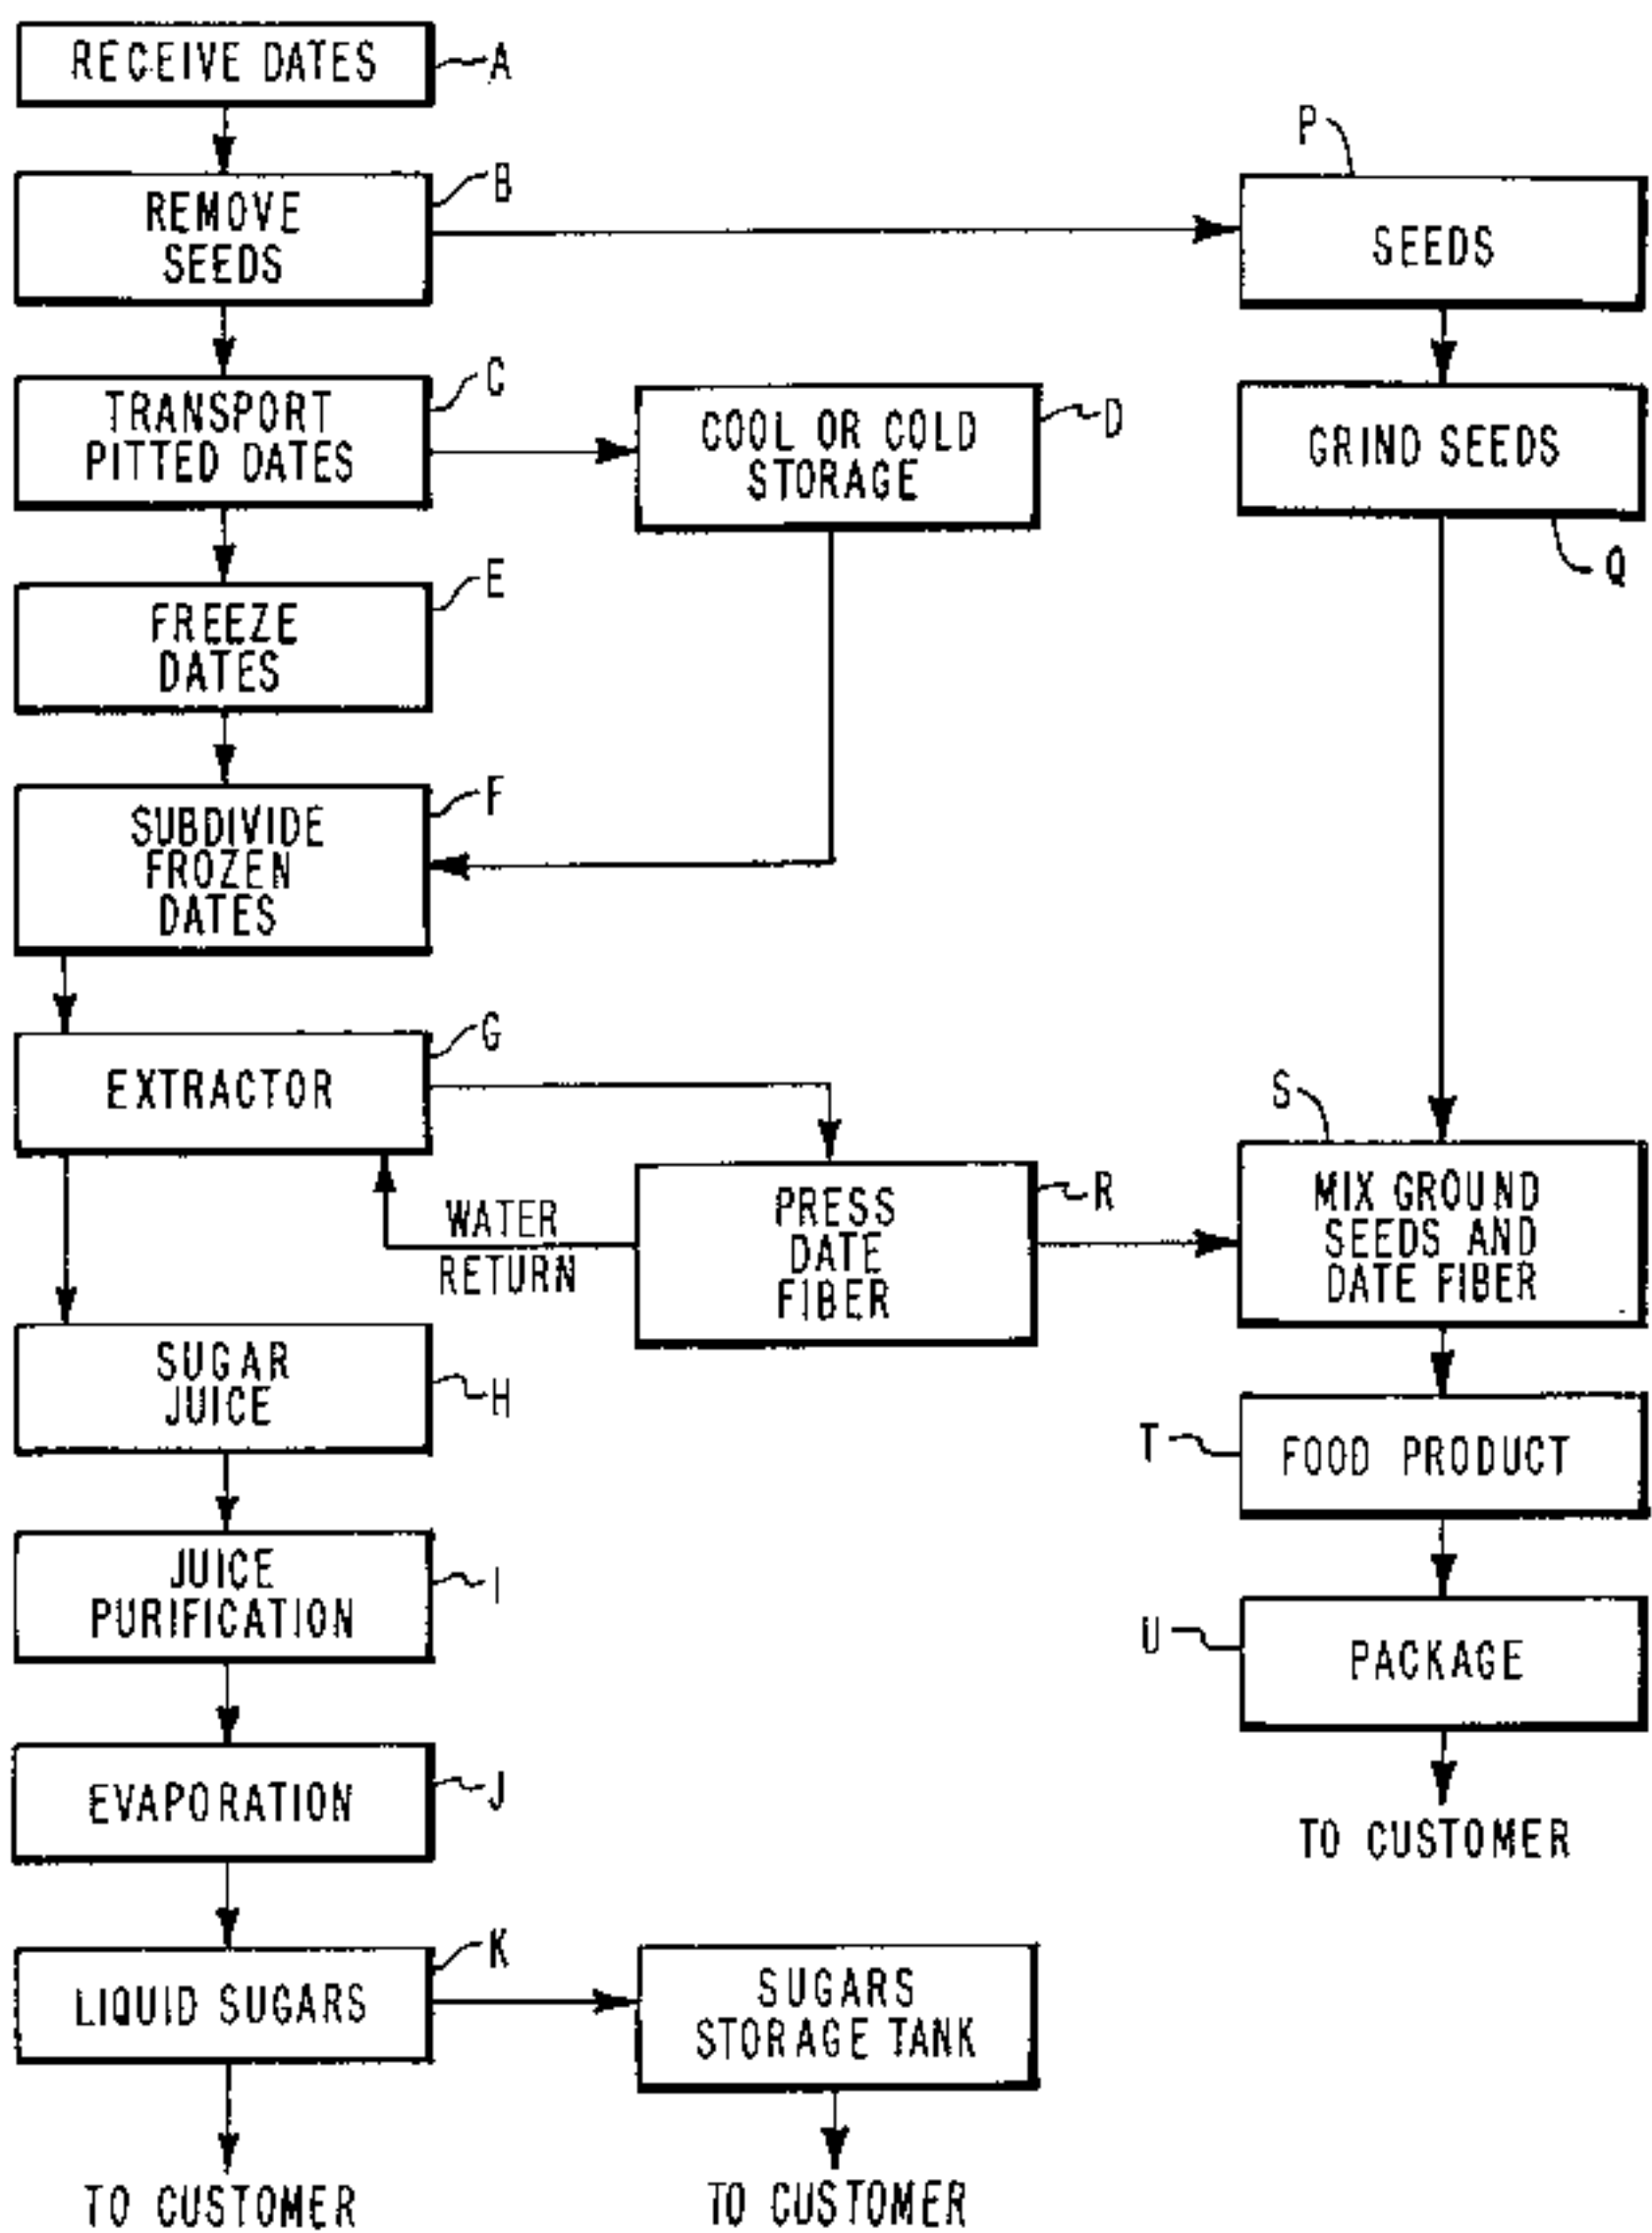 RECEIVE DATES
A
REMOVE
SEEDS
B
P
SEEDS
TRANSPORT
PITTED DATES
C
COOL OR COLD
STORAGE
D
GRIND SEEDS
Q
FREEZE
DATES
E
SUBDIVIDE
FROZEN
DATES
F
EXTRACTOR
G
WATER
RETURN
PRESS
DATE
FIBER
R
S
MIX GROUND
SEEDS AND
DATE FIBER
SUGAR
JUICE
H
T
FOOD PRODUCT
JUICE
PURIFICATION
I
U
PACKAGE
EVAPORATION
J
TO CUSTOMER
LIQUID SUGARS
K
SUGARS
STORAGE TANK
TO CUSTOMER
TO CUSTOMER